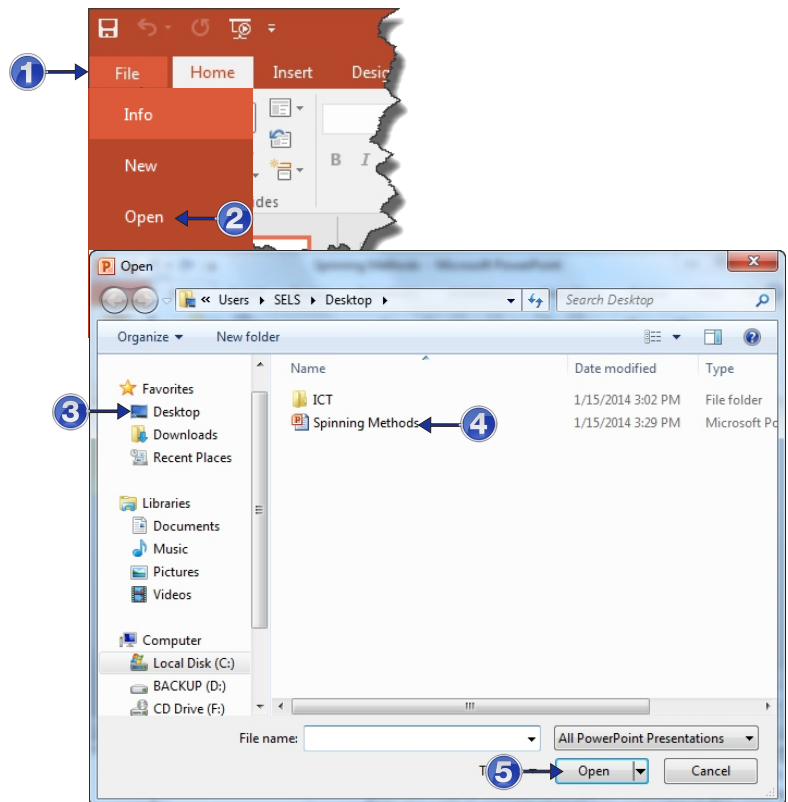 1 File Home Insert Desig
Info
New
B I
des
Open 2
Open
« Users SELS Desktop Search Desktop
Organize New folder
Name Date modified Type
Favorites
ICT 1/15/2014 3:02 PM File folder
3 Desktop
Spinning Methods 4 1/15/2014 3:29 PM Microsoft Po
Downloads
Recent Places
Libraries
Documents
Music
Pictures
Videos
Computer
Local Disk (C:)
BACKUP (D:)
CD Drive (F:)
File name: All PowerPoint Presentations
5 Open Cancel